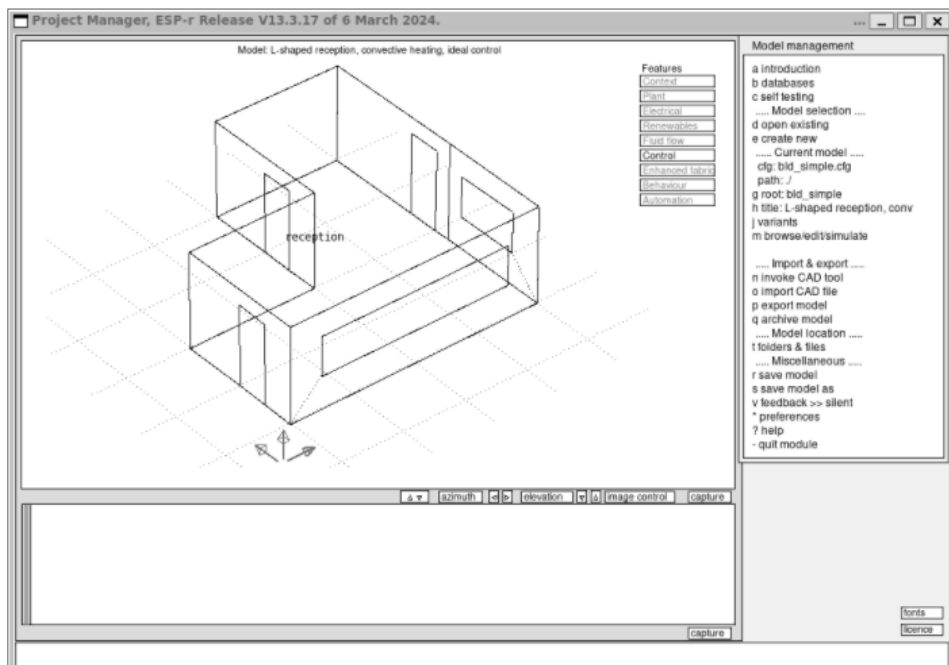 Project Manager, ESP-r Release V13.3.17 of 6 March 2024.
Model: L-shaped reception, convective heating, ideal control
Features
Context
Plant
Electrical
Renewables
Fluid flow
Control
Enhanced fabric
Behaviour
Automation
reception
azimuth
elevation
image control
capture
capture
Model management
a introduction
b databases
c self testing
..... Model selection ....
d open existing
e create new
...... Current model .....
cfg: bld_simple.cfg
path: ./
g root: bld_simple
h title: L-shaped reception, conv
j variants
m browse/edit/simulate
..... Import & export .....
n invoke CAD tool
o import CAD file
p export model
q archive model
..... Model location .....
t folders & files
..... Miscellaneous .....
r save model
s save model as
v feedback >> silent
* preferences
? help
- quit module
fonts
licence